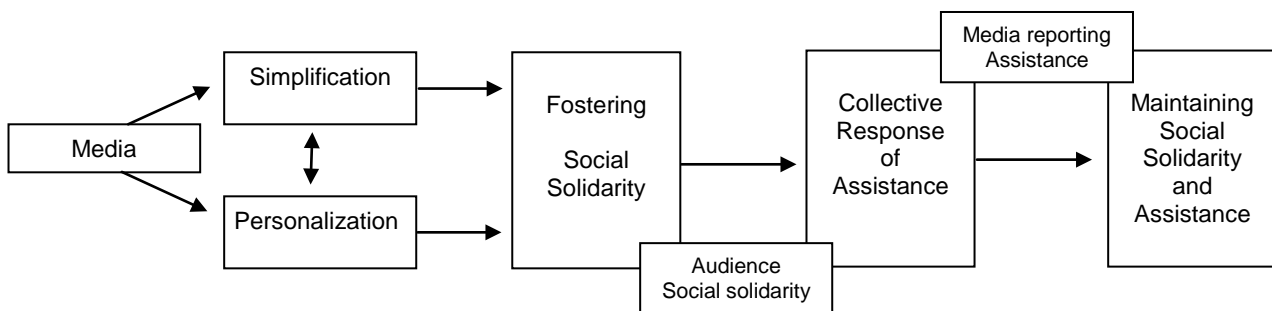 Media
Simplification
Personalization
Fostering
Social
Solidarity
Audience
Social solidarity
Collective
Response
of
Assistance
Media reporting
Assistance
Maintaining
Social
Solidarity
and
Assistance